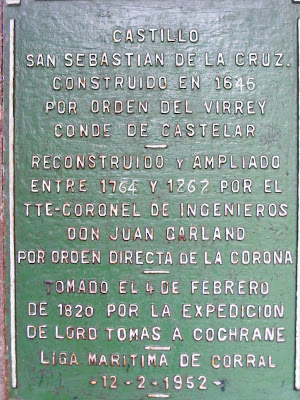 CASTILLO
SAN SEBASTIAN DE LA CRUZ.
CONSTRUIDO EN 1646
POR ORDEN DEL VIRREY
CONDE DE CASTELAR
RECONSTRUIDO Y AMPLIADO
ENTRE 1764 Y 1767 POR EL
TTE-CORONEL DE INGENIEROS
DON JUAN GARLAND
POR ORDEN DIRECTA DE LA CORONA
TOMADO EL 4 DE FEBRERO
DE 1820 POR LA EXPEDICION
DE LORD TOMAS A COCHRANE
LIGA MARITIMA DE CORRAL
-12-2-1952-